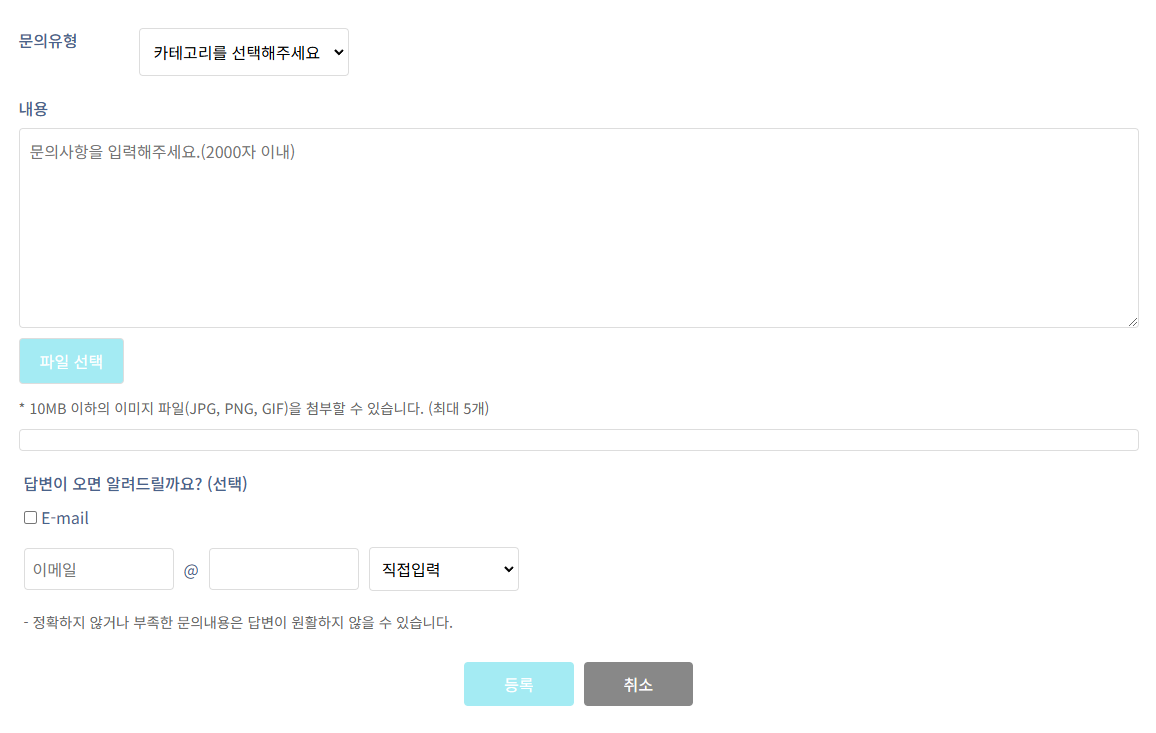 문의유형
카테고리를 선택해주세요
내용
문의사항을 입력해주세요.(2000자 이내)
파일 선택
* 10MB 이하의 이미지 파일(JPG, PNG, GIF)을 첨부할 수 있습니다. (최대 5개)
답변이 오면 알려드릴까요? (선택)
E-mail
이메일 @ 직접입력
- 정확하지 않거나 부족한 문의내용은 답변이 원활하지 않을 수 있습니다.
등록 취소